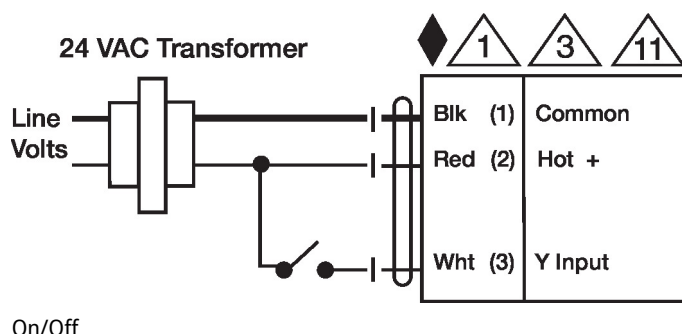 24 VAC Transformer
1 3 11
Line
Volts
Blk (1) Common
Red (2) Hot +
Wht (3) Y Input
On/Off